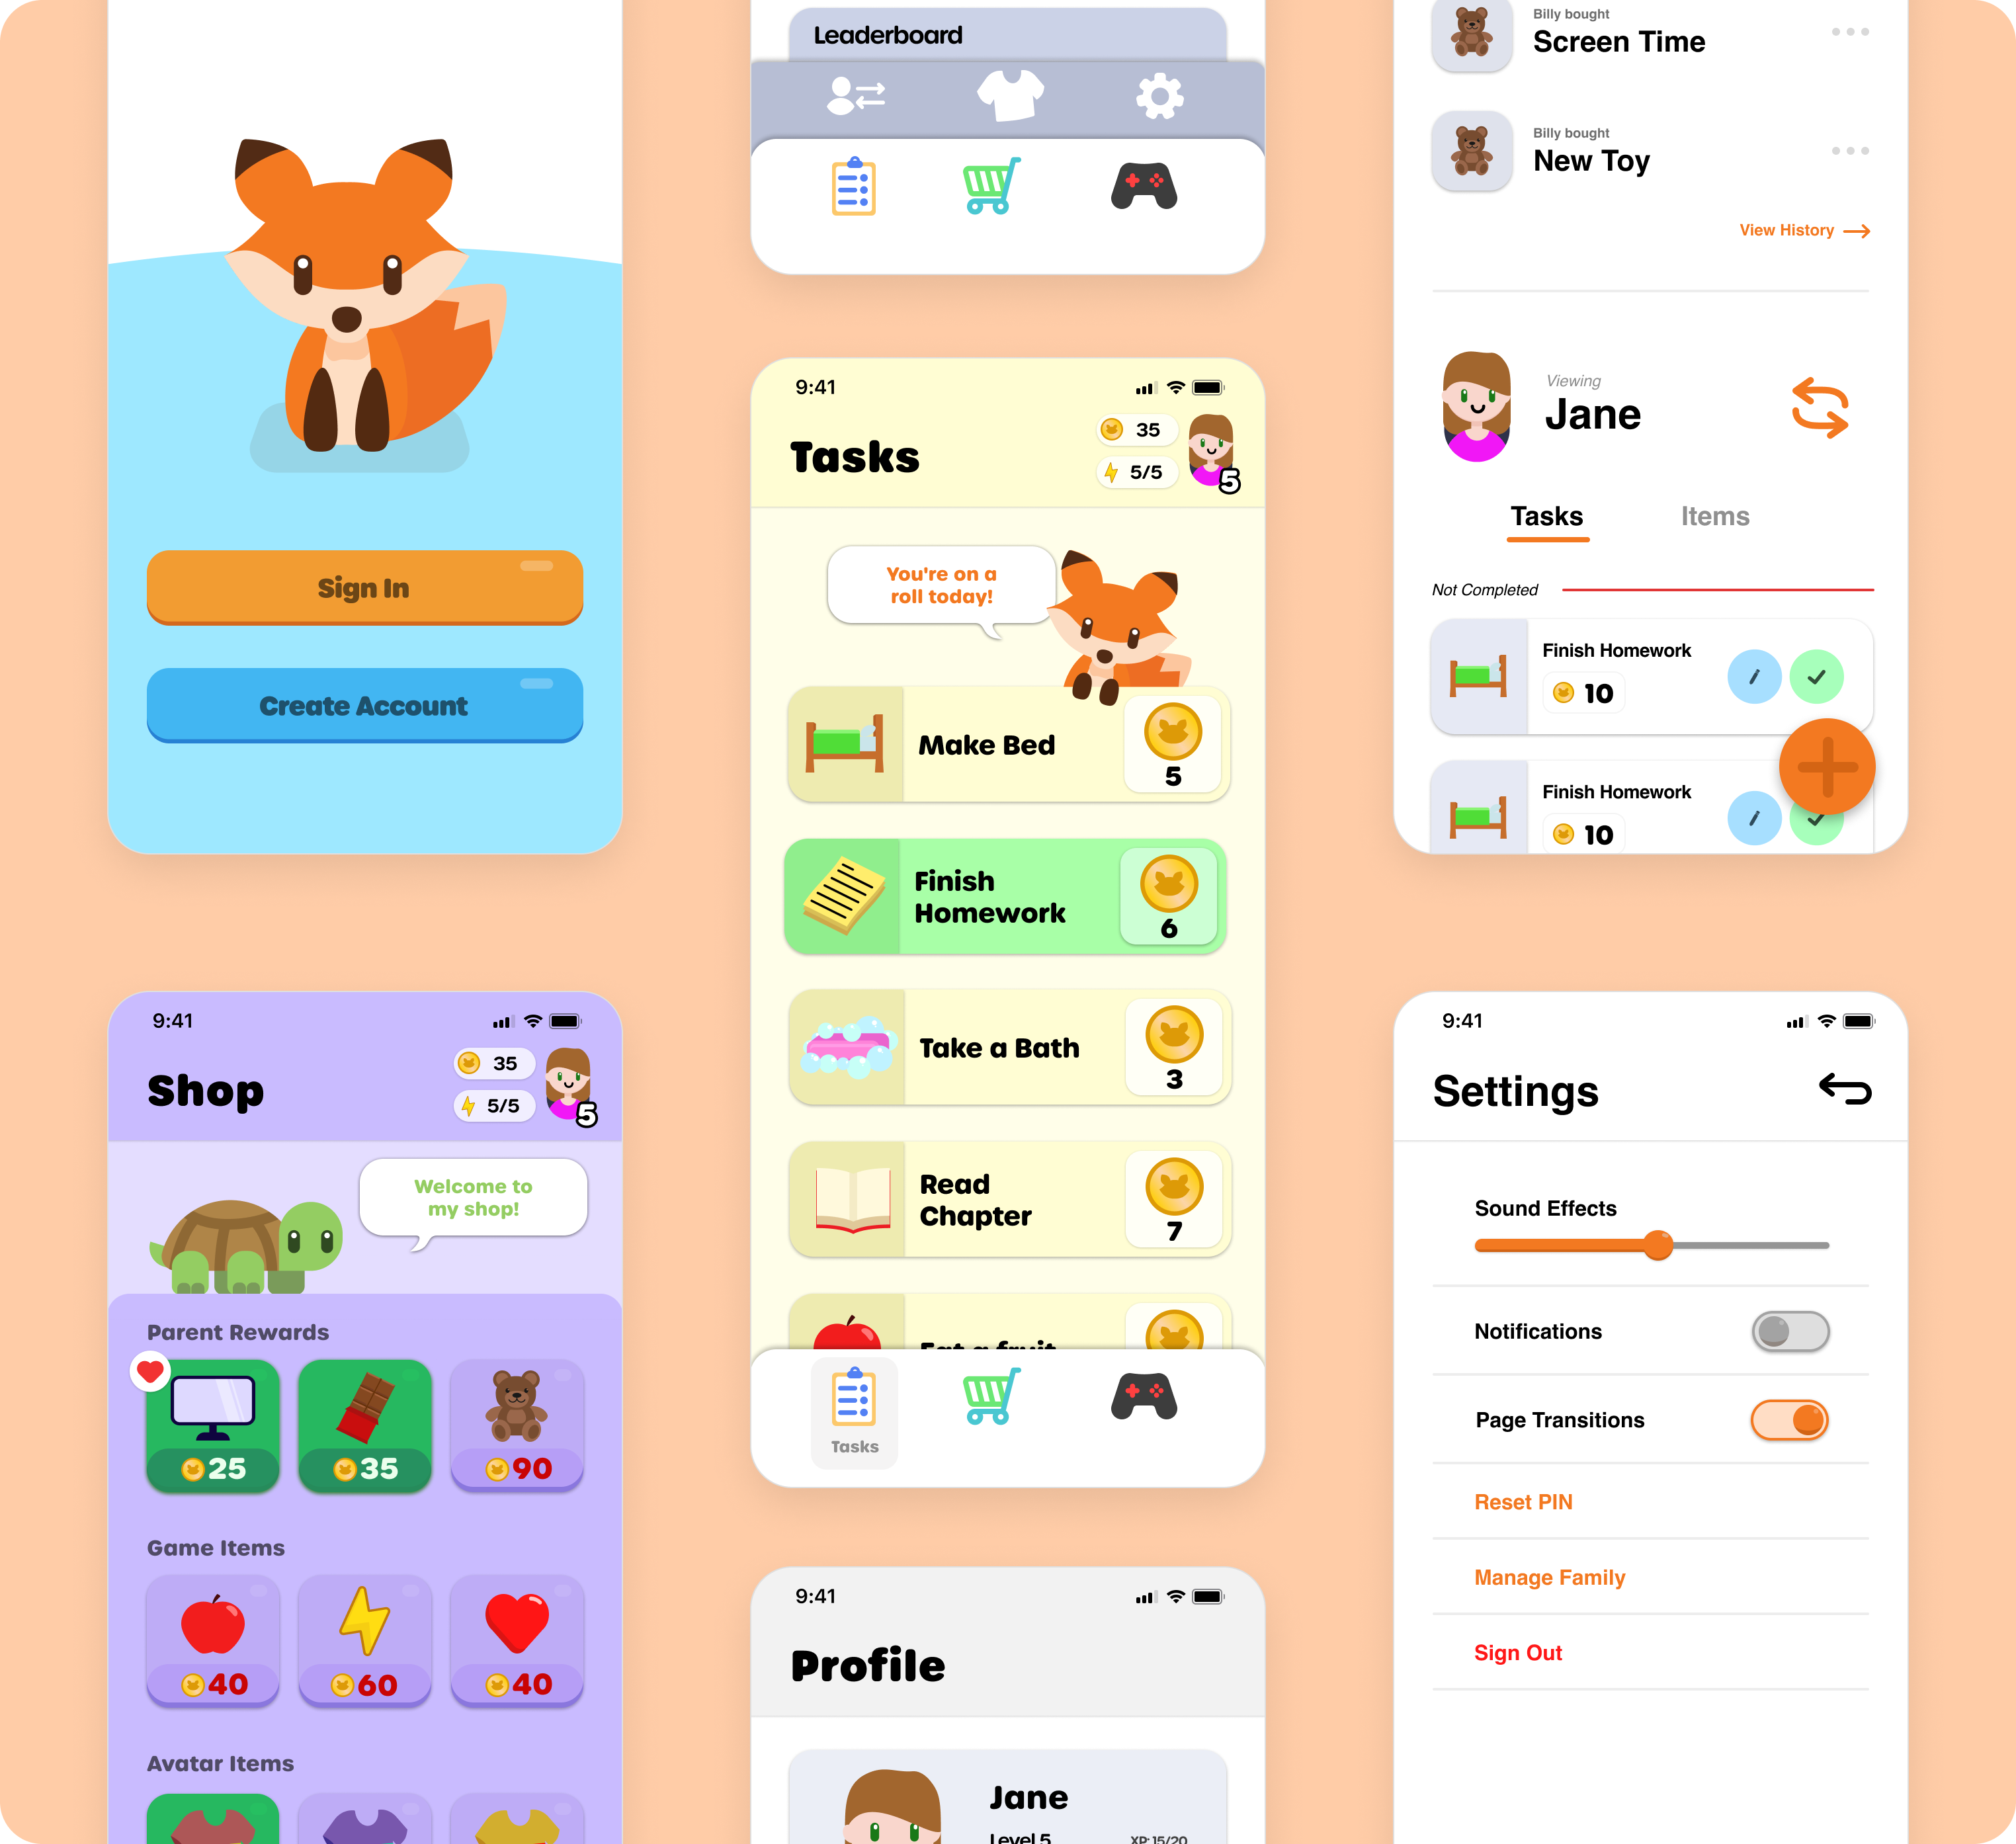 Sign In
Create Account
9:41
Shop
35
5/5
5
Welcome to
my shop!
Parent Rewards
25
35
90
Game Items
40
60
40
Avatar Items
Leaderboard
9:41
Tasks
35
5/5
5
You're on a
roll today!
Make Bed
5
Finish
Homework
6
Take a Bath
3
Read
Chapter
7
Eat a fruit
Tasks
9:41
Profile
Jane
Level 5
XP: 15/20
Billy bought
Screen Time
Billy bought
New Toy
View History
Viewing
Jane
Tasks
Items
Not Completed
Finish Homework
10
Finish Homework
10
9:41
Settings
Sound Effects
Notifications
Page Transitions
Reset PIN
Manage Family
Sign Out